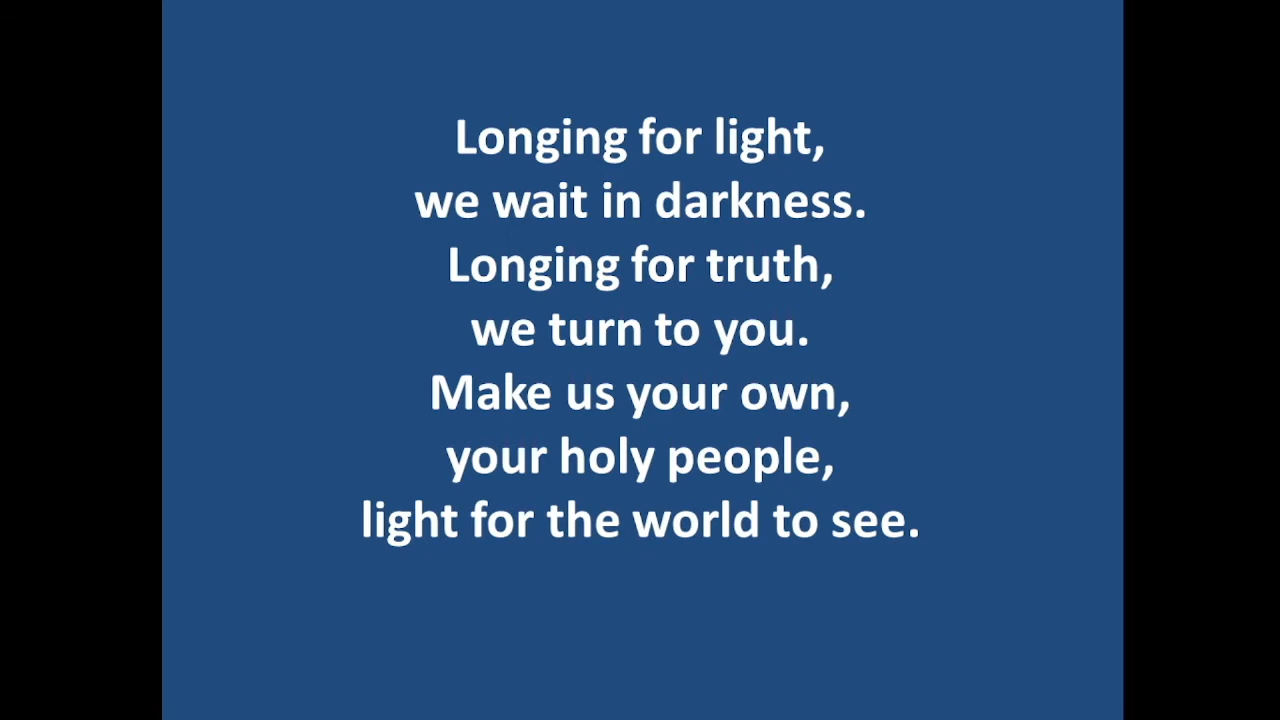 Longing for light,
we wait in darkness.
Longing for truth,
we turn to you.
Make us your own,
your holy people,
light for the world to see.